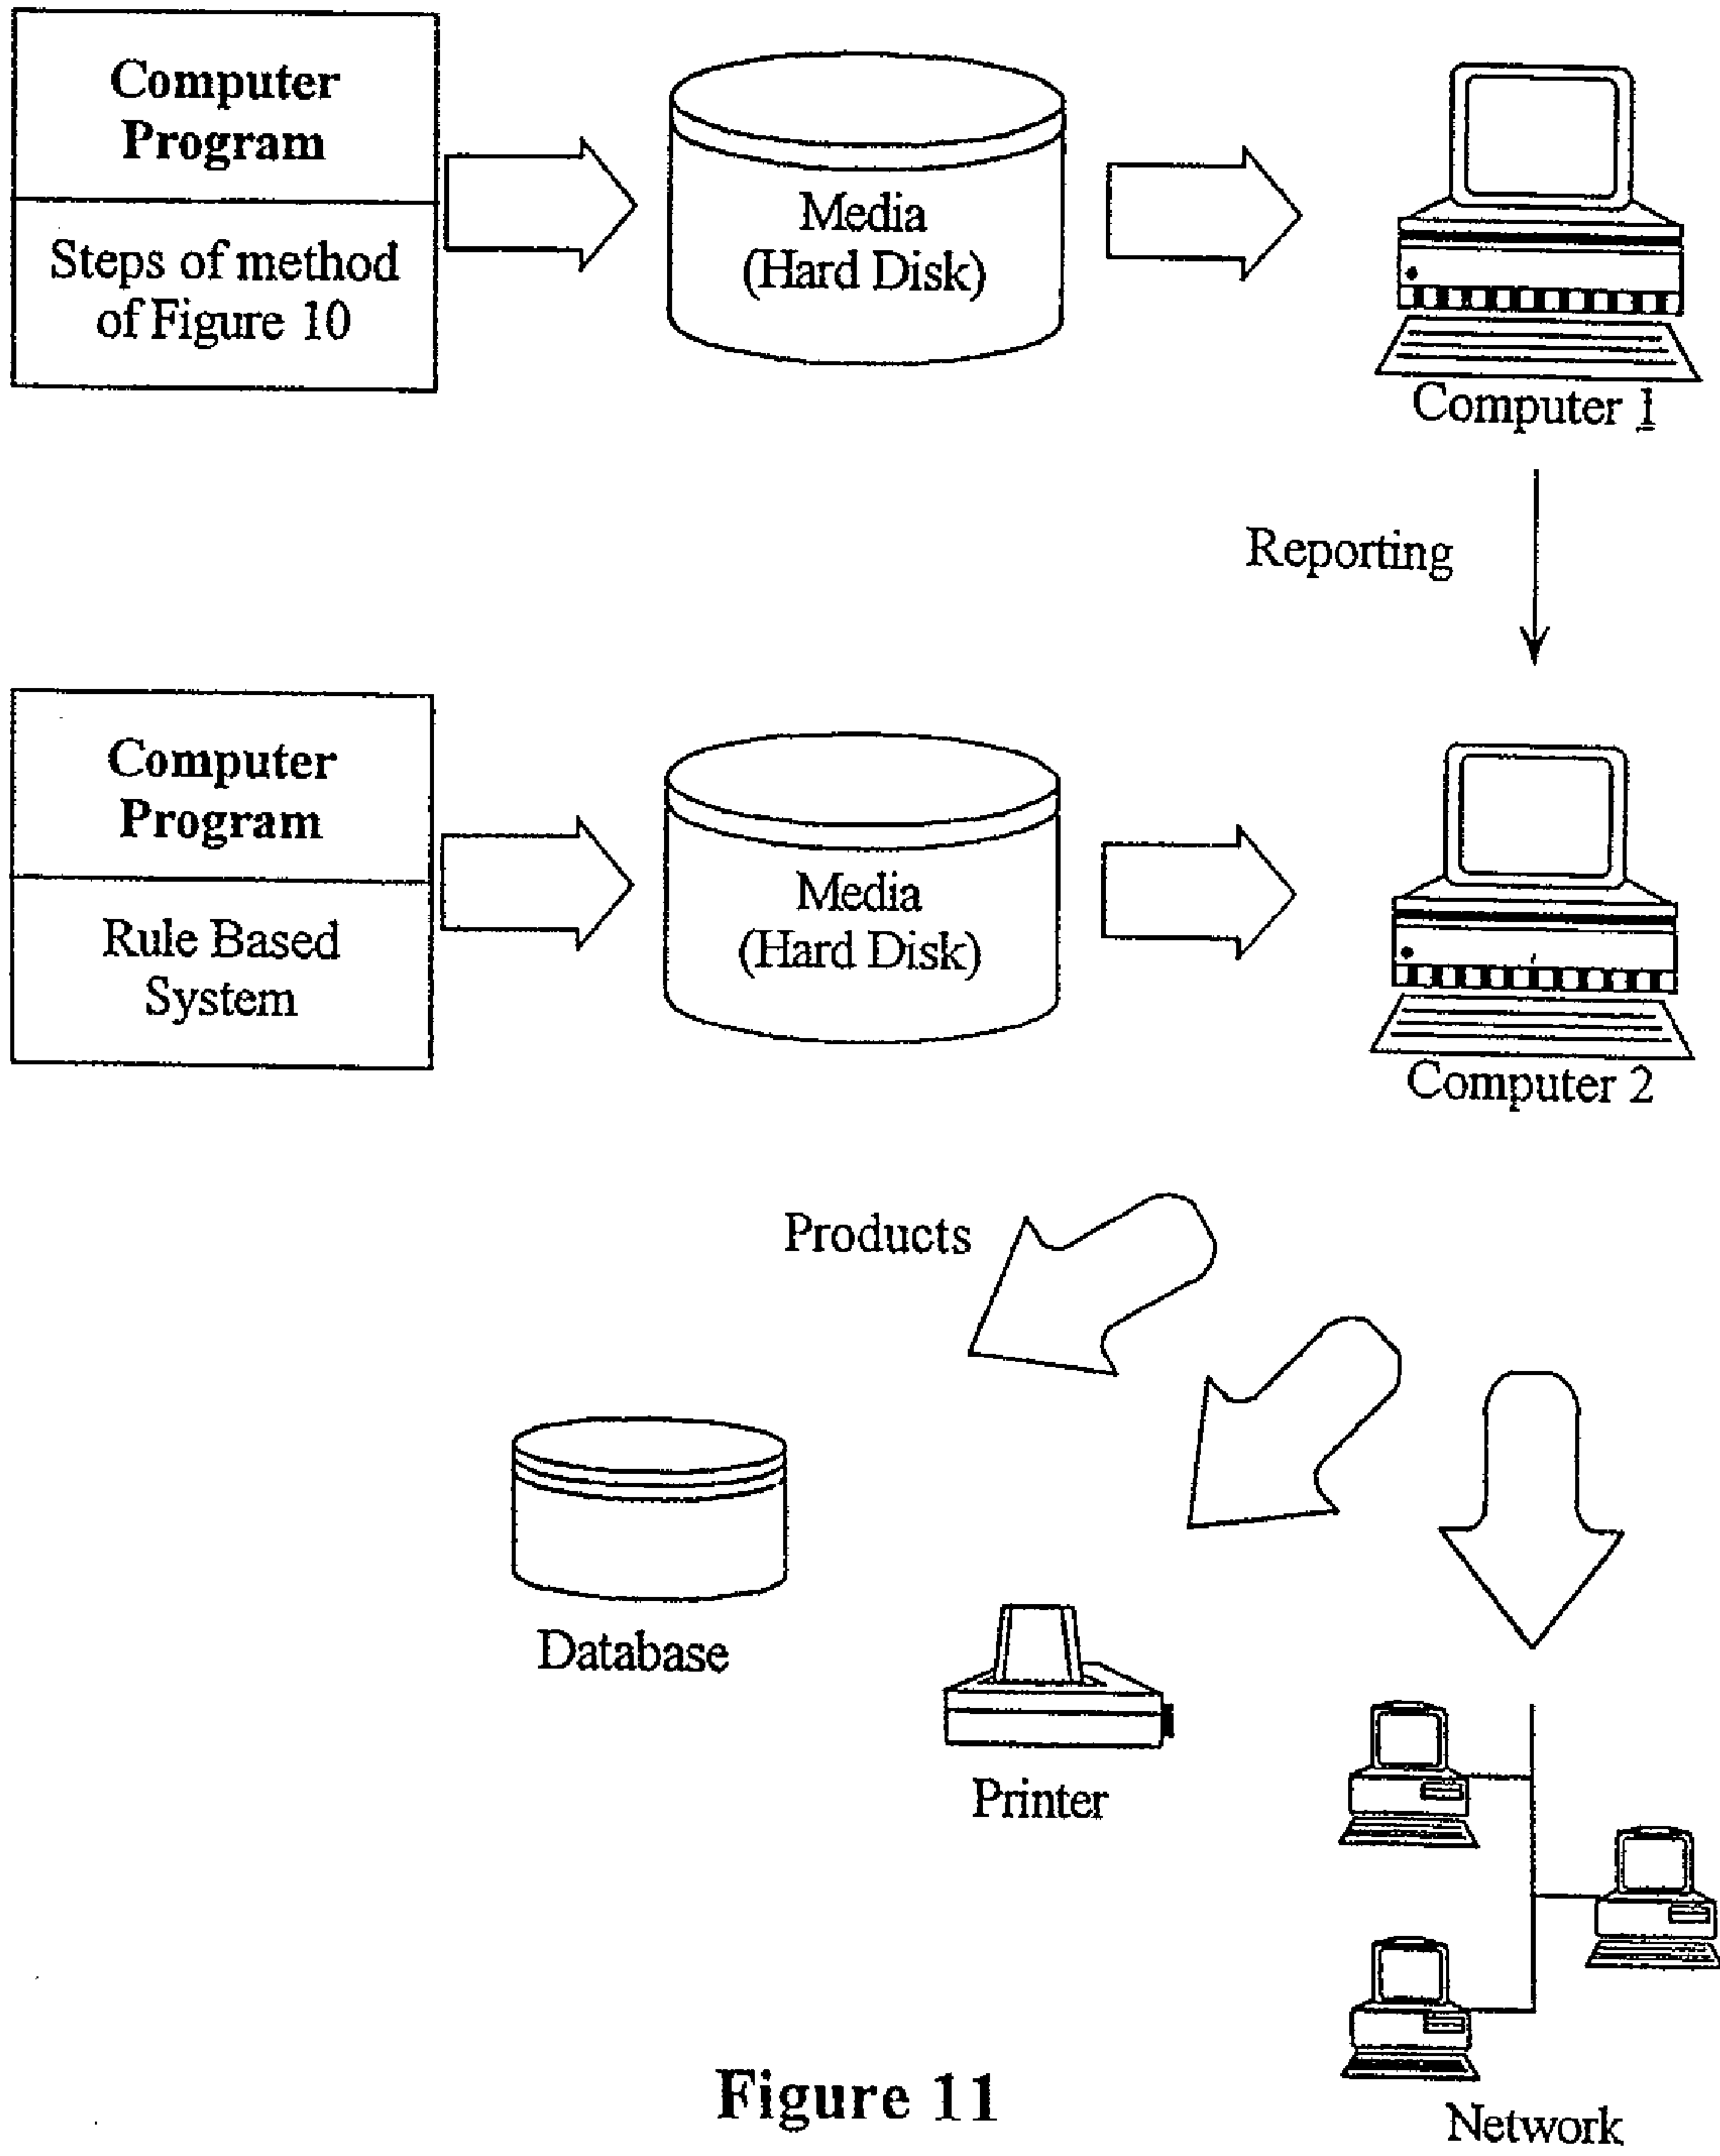 Computer
Program
Steps of method
of Figure 10
Media
(Hard Disk)
Computer 1
Reporting
Computer
Program
Rule Based
System
Media
(Hard Disk)
Computer 2
Products
Database
Printer
Network
Figure 11